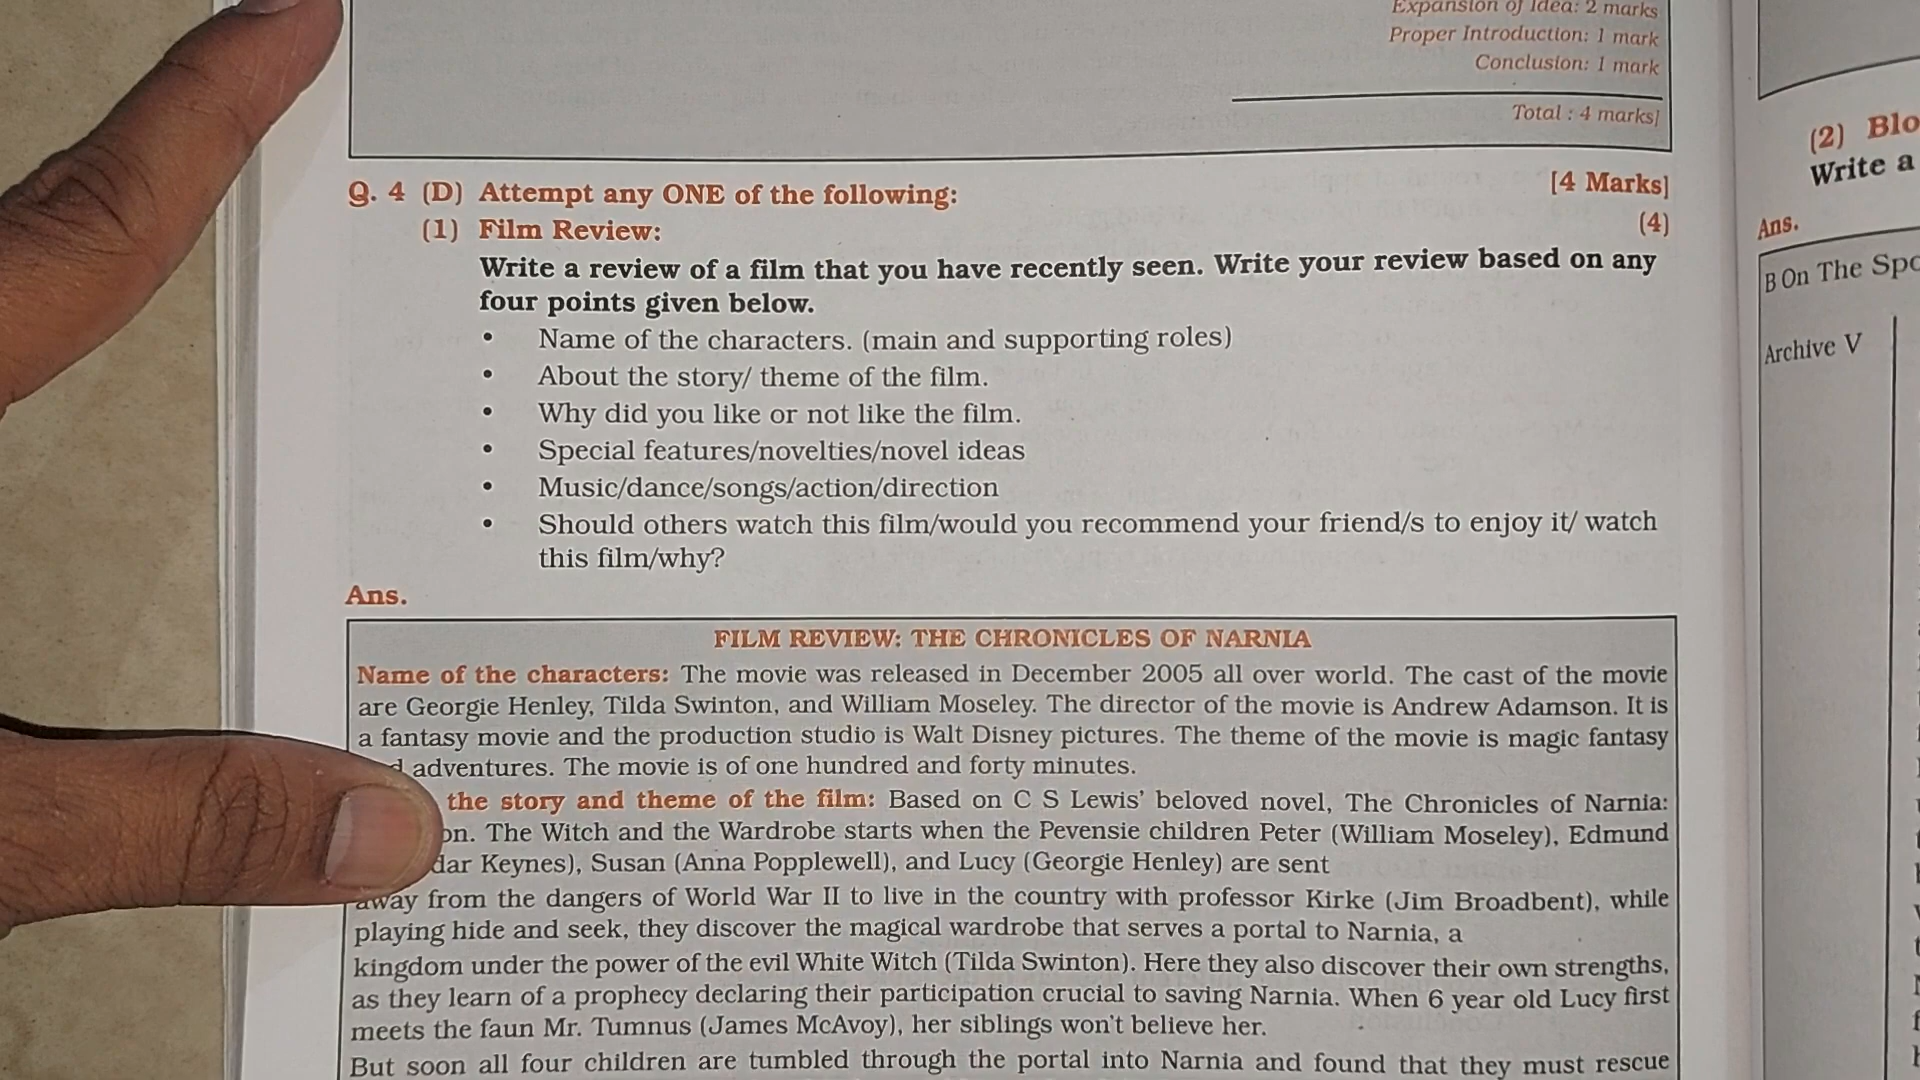 Expansion of Idea: 2 marks
Proper Introduction: 1 mark
Conclusion: 1 mark
Total : 4 marks]
Q. 4 (D) Attempt any ONE of the following: [4 Marks]
(1) Film Review: (4)
Write a review of a film that you have recently seen. Write your review based on any
four points given below.
• Name of the characters. (main and supporting roles)
• About the story/ theme of the film.
• Why did you like or not like the film.
• Special features/novelties/novel ideas
• Music/dance/songs/action/direction
• Should others watch this film/would you recommend your friend/s to enjoy it/ watch
this film/why?
Ans.
FILM REVIEW: THE CHRONICLES OF NARNIA
Name of the characters: The movie was released in December 2005 all over world. The cast of the movie
are Georgie Henley, Tilda Swinton, and William Moseley. The director of the movie is Andrew Adamson. It is
a fantasy movie and the production studio is Walt Disney pictures. The theme of the movie is magic fantasy
adventures. The movie is of one hundred and forty minutes.
the story and theme of the film: Based on C S Lewis' beloved novel, The Chronicles of Narnia:
The Witch and the Wardrobe starts when the Pevensie children Peter (William Moseley), Edmund
Keynes), Susan (Anna Popplewell), and Lucy (Georgie Henley) are sent
away from the dangers of World War II to live in the country with professor Kirke (Jim Broadbent), while
playing hide and seek, they discover the magical wardrobe that serves a portal to Narnia, a
kingdom under the power of the evil White Witch (Tilda Swinton). Here they also discover their own strengths,
as they learn of a prophecy declaring their participation crucial to saving Narnia. When 6 year old Lucy first
meets the faun Mr. Tumnus (James McAvoy), her siblings won't believe her.
But soon all four children are tumbled through the portal into Narnia and found that they must rescue
(2) Blo
Write a
Ans.
B On The Spo
Archive V